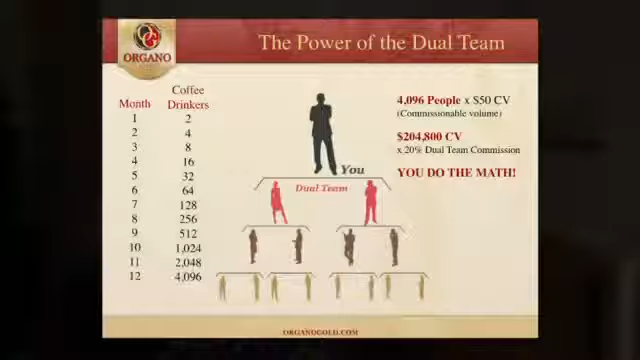 ORGANO
The Power of the Dual Team
Coffee
Month Drinkers
1 2
2 4
3 8
4 16
5 32
6 64
7 128
8 256
9 512
10 1,024
11 2,048
12 4,096
You
Dual Team
4,096 People x $50 CV
(Commissionable volume)
$204,800 CV
x 20% Dual Team Commission
YOU DO THE MATH!
ORGANOGOLD.COM